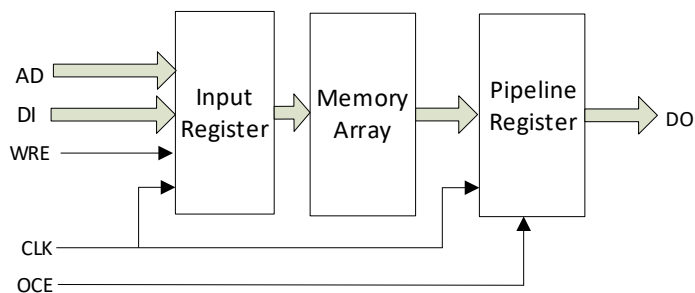 AD
DI
WRE
CLK
OCE
Input
Register
Memory
Array
Pipeline
Register
DO